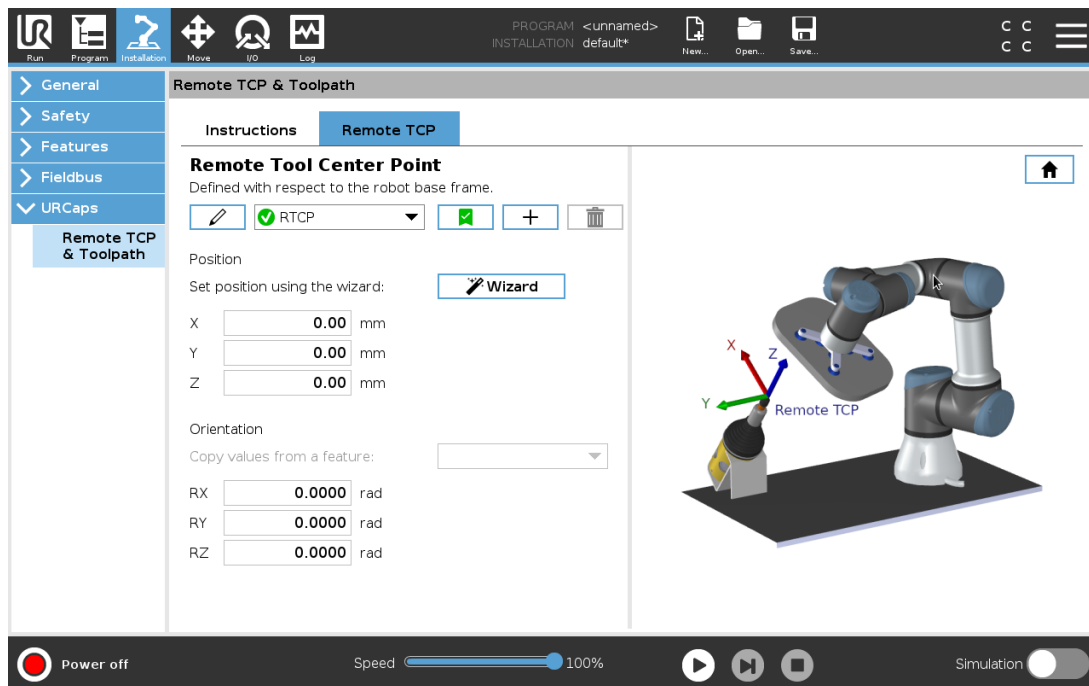 UR
PROGRAM <unnamed>
INSTALLATION default*
C C
C C
Run Program Installation Move I/O Log New... Open... Save...
General
Safety
Features
Fieldbus
URCaps
Remote TCP
& Toolpath
Remote TCP & Toolpath
Instructions Remote TCP
Remote Tool Center Point
Defined with respect to the robot base frame.
RTCP
Position
Set position using the wizard: Wizard
X 0.00 mm
Y 0.00 mm
Z 0.00 mm
Orientation
Copy values from a feature:
RX 0.0000 rad
RY 0.0000 rad
RZ 0.0000 rad
X
Z
Y
Remote TCP
Power off Speed 100% Simulation